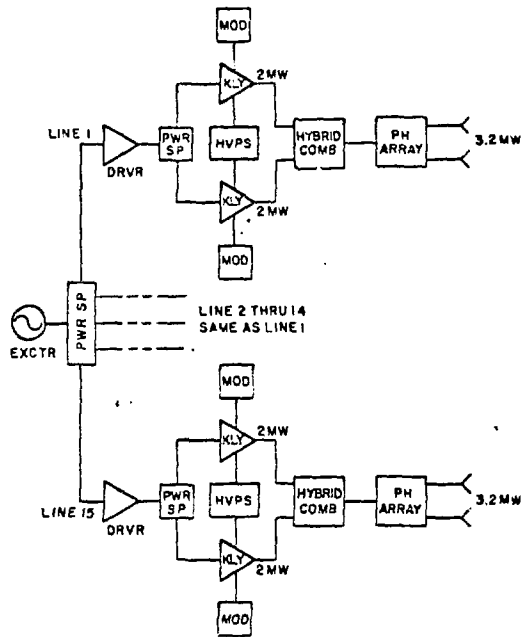 MOD
KLY
2MW
LINE 1
DRVR
PWR
SP
HVPS
HYBRID
COMB
PH
ARRAY
3.2MW
KLY
2MW
MOD
PWR SP
LINE 2 THRU 14
SAME AS LINE 1
EXCTR
MOD
KLY
2MW
LINE 15
DRVR
PWR
SP
HVPS
HYBRID
COMB
PH
ARRAY
3.2MW
KLY
2MW
MOD